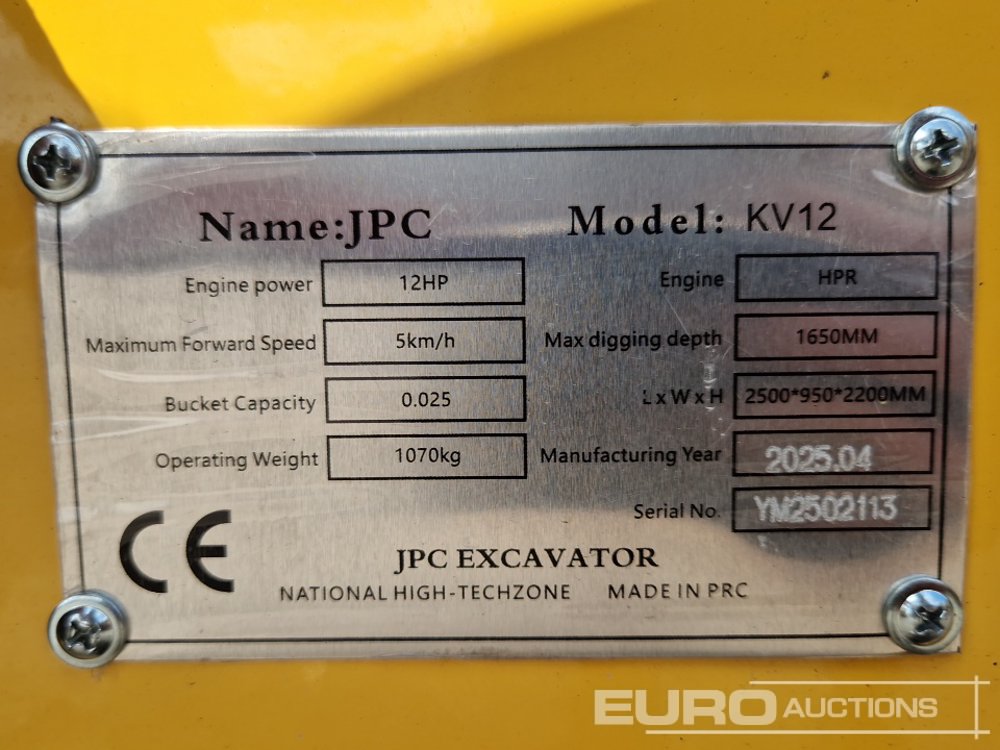 Name:JPC Model: KV12
Engine power 12HP Engine HPR
Maximum Forward Speed 5km/h Max digging depth 1650MM
Bucket Capacity 0.025 L x W x H 2500*950*2200MM
Operating Weight 1070kg Manufacturing Year 2025.04
Serial No. YM2502113
CE
JPC EXCAVATOR
NATIONAL HIGH-TECHZONE MADE IN PRC
EURO AUCTIONS